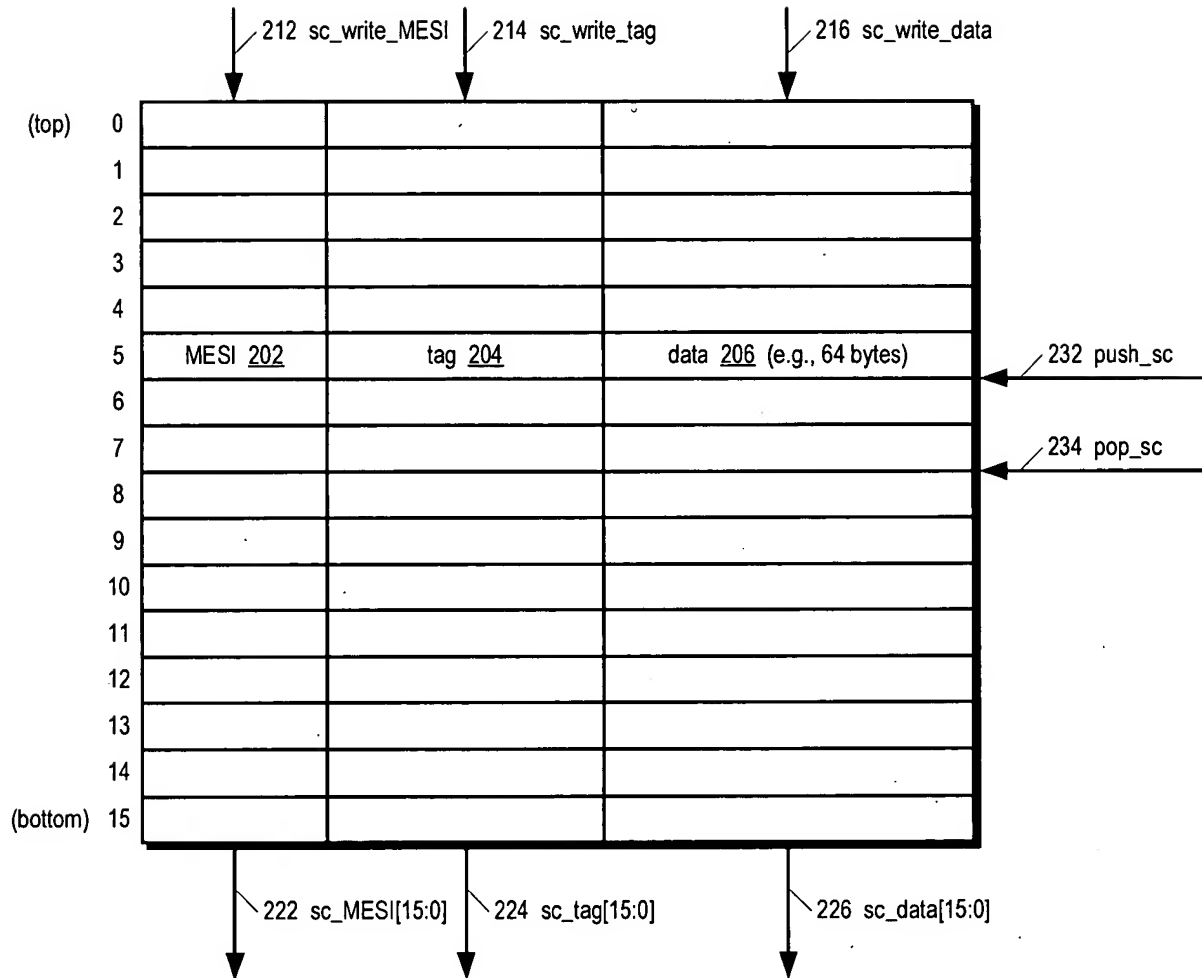 212 sc_write_MESI
214 sc_write_tag
216 sc_write_data
(top) 0
1
2
3
4
5 MESI 202 tag 204 data 206 (e.g., 64 bytes)
232 push_sc
6
7
234 pop_sc
8
9
10
11
12
13
14
(bottom) 15
222 sc_MESI[15:0]
224 sc_tag[15:0]
226 sc_data[15:0]